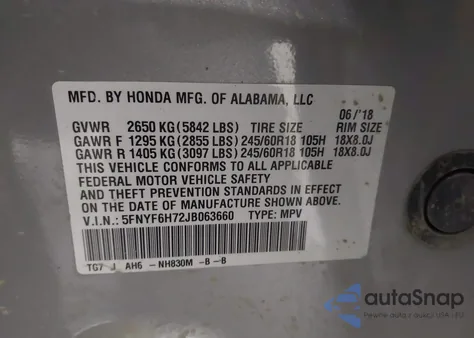 MFD. BY HONDA MFG. OF ALABAMA, LLC
06/'18
GVWR 2650 KG (5842 LBS) TIRE SIZE RIM SIZE
GAWR F 1295 KG (2855 LBS) 245/60R18 105H 18X8.0J
GAWR R 1405 KG (3097 LBS) 245/60R18 105H 18X8.0J
THIS VEHICLE CONFORMS TO ALL APPLICABLE
FEDERAL MOTOR VEHICLE SAFETY
AND THEFT PREVENTION STANDARDS IN EFFECT
ON THE DATE OF MANUFACTURE SHOWN ABOVE.
V.I.N.: 5FNYF6H72JB063660 TYPE: MPV
TG7 J AH6 -NH830M -B -B
autaSnap